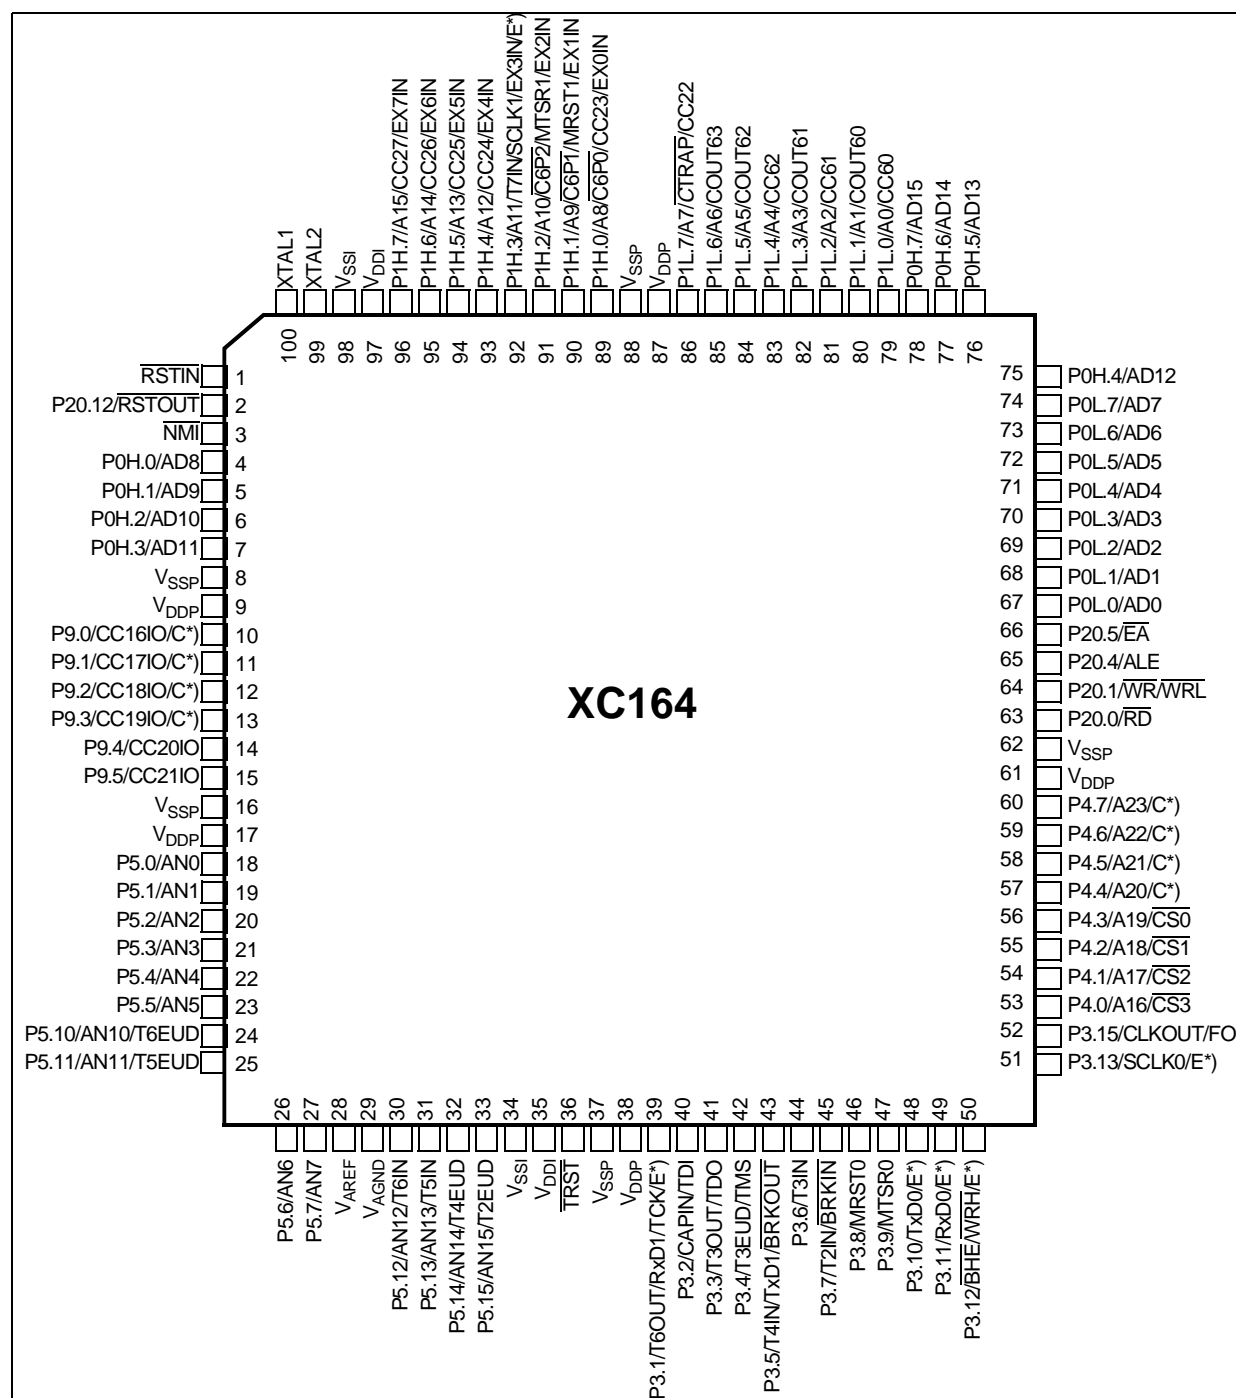 XTAL1
XTAL2
VSSI
VDDI
P1H.7/A15/CC27/EX7IN
P1H.6/A14/CC26/EX6IN
P1H.5/A13/CC25/EX5IN
P1H.4/A12/CC24/EX4IN
P1H.3/A11/T7IN/SCLK1/EX3IN/E*)
P1H.2/A10/C6P2/MTSR1/EX2IN
P1H.1/A9/C6P1/MRST1/EX1IN
P1H.0/A8/C6P0/CC23/EX0IN
VSSP
VDDP
P1L.7/A7/CTRAP/CC22
P1L.6/A6/COUT63
P1L.5/A5/COUT62
P1L.4/A4/CC62
P1L.3/A3/COUT61
P1L.2/A2/CC61
P1L.1/A1/COUT60
P1L.0/A0/CC60
P0H.7/AD15
P0H.6/AD14
P0H.5/AD13
100
99
98
97
96
95
94
93
92
91
90
89
88
87
86
85
84
83
82
81
80
79
78
77
76
RSTIN 1
P20.12/RSTOUT 2
NMI 3
P0H.0/AD8 4
P0H.1/AD9 5
P0H.2/AD10 6
P0H.3/AD11 7
VSSP 8
VDDP 9
P9.0/CC16IO/C*) 10
P9.1/CC17IO/C*) 11
P9.2/CC18IO/C*) 12
P9.3/CC19IO/C*) 13
P9.4/CC20IO 14
P9.5/CC21IO 15
VSSP 16
VDDP 17
P5.0/AN0 18
P5.1/AN1 19
P5.2/AN2 20
P5.3/AN3 21
P5.4/AN4 22
P5.5/AN5 23
P5.10/AN10/T6EUD 24
P5.11/AN11/T5EUD 25
XC164
75 P0H.4/AD12
74 P0L.7/AD7
73 P0L.6/AD6
72 P0L.5/AD5
71 P0L.4/AD4
70 P0L.3/AD3
69 P0L.2/AD2
68 P0L.1/AD1
67 P0L.0/AD0
66 P20.5/EA
65 P20.4/ALE
64 P20.1/WR/WRL
63 P20.0/RD
62 VSSP
61 VDDP
60 P4.7/A23/C*)
59 P4.6/A22/C*)
58 P4.5/A21/C*)
57 P4.4/A20/C*)
56 P4.3/A19/CS0
55 P4.2/A18/CS1
54 P4.1/A17/CS2
53 P4.0/A16/CS3
52 P3.15/CLKOUT/FO
51 P3.13/SCLK0/E*)
26
27
28
29
30
31
32
33
34
35
36
37
38
39
40
41
42
43
44
45
46
47
48
49
50
P5.6/AN6
P5.7/AN7
VAREF
VAGND
P5.12/AN12/T6IN
P5.13/AN13/T5IN
P5.14/AN14/T4EUD
P5.15/AN15/T2EUD
VSSI
VDDI
TRST
VSSP
VDDP
P3.1/T6OUT/RxD1/TCK/E*)
P3.2/CAPIN/TDI
P3.3/T3OUT/TDO
P3.4/T3EUD/TMS
P3.5/T4IN/TxD1/BRKOUT
P3.6/T3IN
P3.7/T2IN/BRKIN
P3.8/MRST0
P3.9/MTSR0
P3.10/TxD0/E*)
P3.11/RxD0/E*)
P3.12/BHE/WRH/E*)